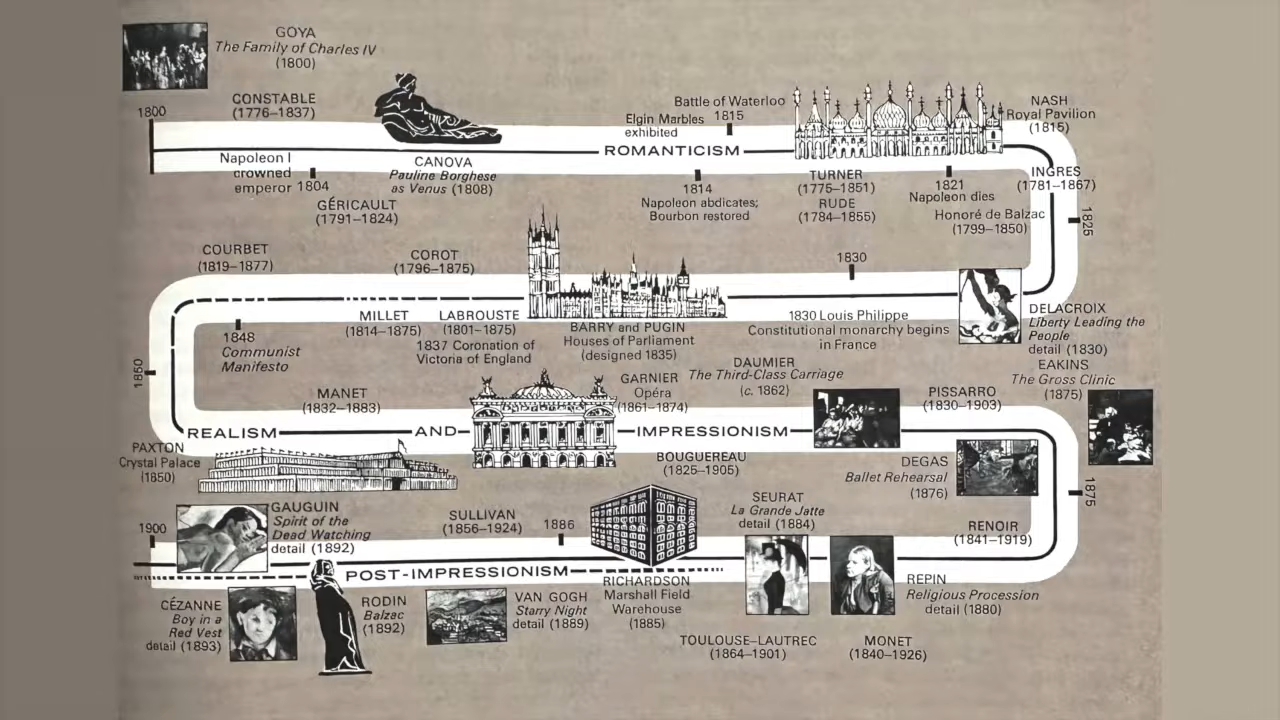 GOYA
The Family of Charles IV
(1800)
1800
CONSTABLE
(1776–1837)
Napoleon I
crowned
emperor 1804
GÉRICAULT
(1791–1824)
CANOVA
Pauline Borghese
as Venus (1808)
ROMANTICISM
Elgin Marbles
exhibited
Battle of Waterloo
1815
1814
Napoleon abdicates;
Bourbon restored
TURNER
(1775–1851)
RUDE
(1784–1855)
NASH
Royal Pavilion
(1815)
1821
Napoleon dies
INGRES
(1781–1867)
Honoré de Balzac
(1799–1850)
1825
DELACROIX
Liberty Leading the
People
detail (1830)
1830
1830 Louis Philippe
Constitutional monarchy begins
in France
BARRY and PUGIN
Houses of Parliament
(designed 1835)
COROT
(1796–1875)
LABROUSTE
(1801–1875)
1837 Coronation of
Victoria of England
MILLET
(1814–1875)
COURBET
(1819–1877)
1848
Communist
Manifesto
1850
PAXTON
Crystal Palace
(1850)
REALISM
AND
IMPRESSIONISM
MANET
(1832–1883)
GARNIER
Opéra
(1861–1874)
DAUMIER
The Third-Class Carriage
(c. 1862)
BOUGUEREAU
(1825–1905)
PISSARRO
(1830–1903)
EAKINS
The Gross Clinic
(1875)
DEGAS
Ballet Rehearsal
(1876)
1875
RENOIR
(1841–1919)
REPIN
Religious Procession
detail (1880)
MONET
(1840–1926)
SEURAT
La Grande Jatte
detail (1884)
TOULOUSE–LAUTREC
(1864–1901)
RICHARDSON
Marshall Field
Warehouse
(1885)
1886
SULLIVAN
(1856–1924)
POST-IMPRESSIONISM
VAN GOGH
Starry Night
detail (1889)
RODIN
Balzac
(1892)
GAUGUIN
Spirit of the
Dead Watching
detail (1892)
1900
CÉZANNE
Boy in a
Red Vest
detail (1893)